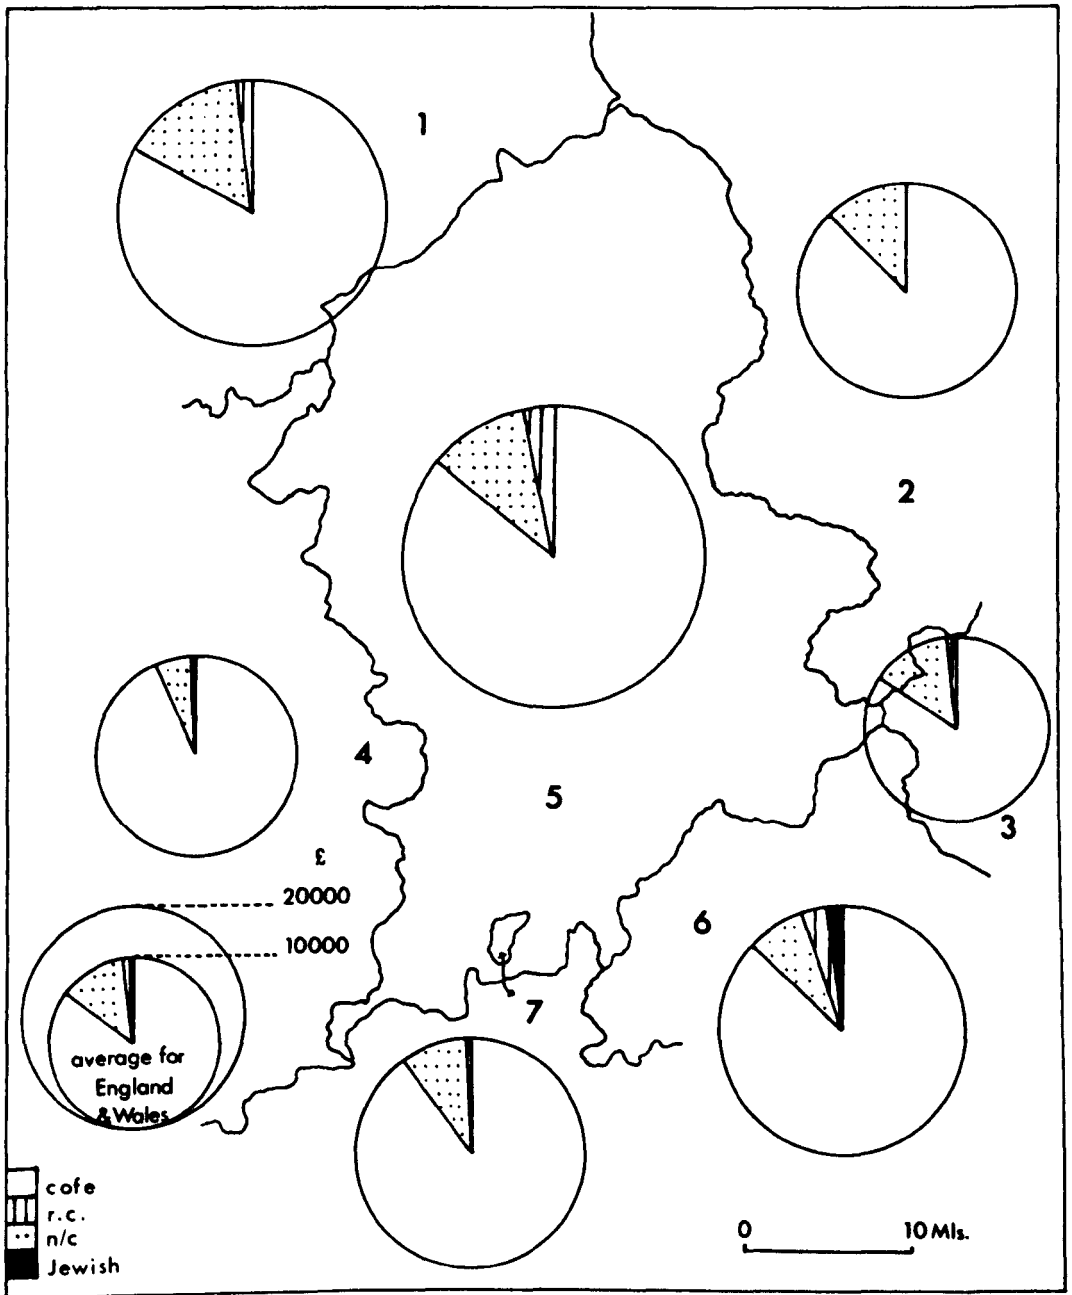 1
2
3
4
5
£
20000
10000
6
7
average for
England
& Wales
cofe
r.c.
n/c
Jewish
0 10 Mls.